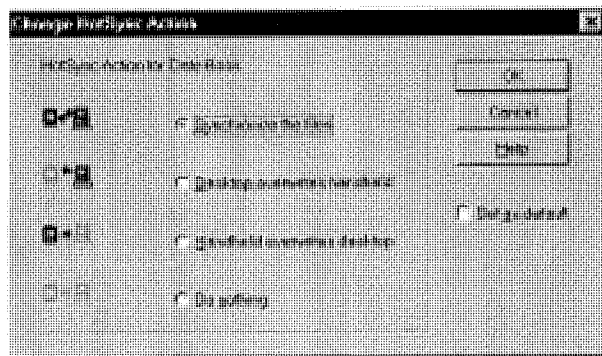 Change HotSync Action
HotSync Action for Date Book
OK
Synchronize the files
Cancel
Help
Desktop overwrites handheld
Set as default
Handheld overwrites desktop
Do nothing